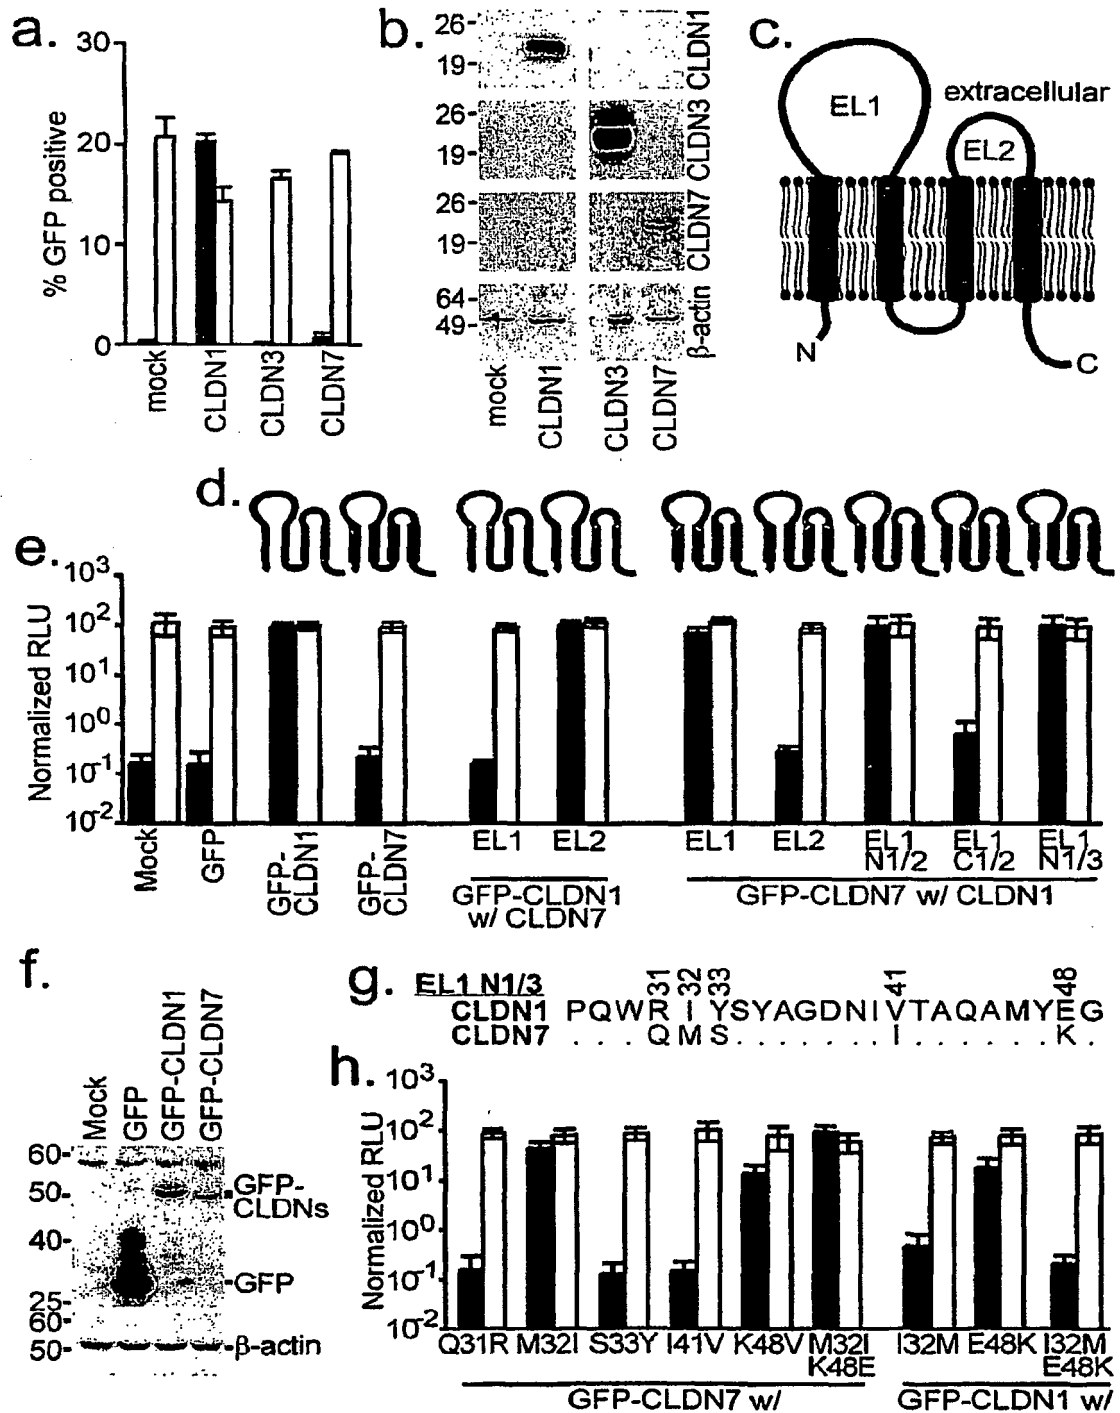 a.
30
20
10
0
% GFP positive
mock
CLDN1
CLDN3
CLDN7
b.
26-
19-
CLDN1
26-
19-
CLDN3
26-
19-
CLDN7
64-
49-
β-actin
mock
CLDN1
CLDN3
CLDN7
c.
EL1
extracellular
EL2
N
C
d.
e.
10³
10²
10¹
10⁰
10⁻¹
10⁻²
Normalized RLU
Mock
GFP
GFP-
CLDN1
GFP-
CLDN7
EL1 EL2
GFP-CLDN1
w/ CLDN7
EL1 EL2 EL1 EL1 EL1
N1/2 C1/2 N1/3
GFP-CLDN7 w/ CLDN1
f.
Mock
GFP
GFP-CLDN1
GFP-CLDN7
60-
50-
40-
25-
60-
50-
GFP-
CLDNs
-GFP
-β-actin
g. EL1 N1/3
31 32 33 41 48
CLDN1 PQWRIYSYAGDNIVTAQAMYEG
CLDN7 . . . QMS . . . . . . . I . . . . . . K .
h.
10³
10²
10¹
10⁰
10⁻¹
10⁻²
Normalized RLU
Q31R M32I S33Y I41V K48V M32I I32M E48K I32M
K48E E48K
GFP-CLDN7 w/ GFP-CLDN1 w/